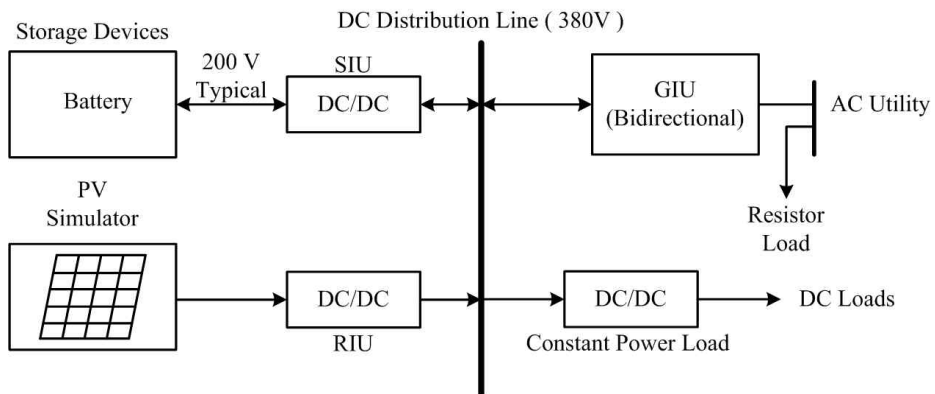 DC Distribution Line ( 380V )
Storage Devices
Battery
200 V
Typical
SIU
DC/DC
GIU
(Bidirectional)
AC Utility
Resistor
Load
PV
Simulator
DC/DC
RIU
DC/DC
Constant Power Load
DC Loads